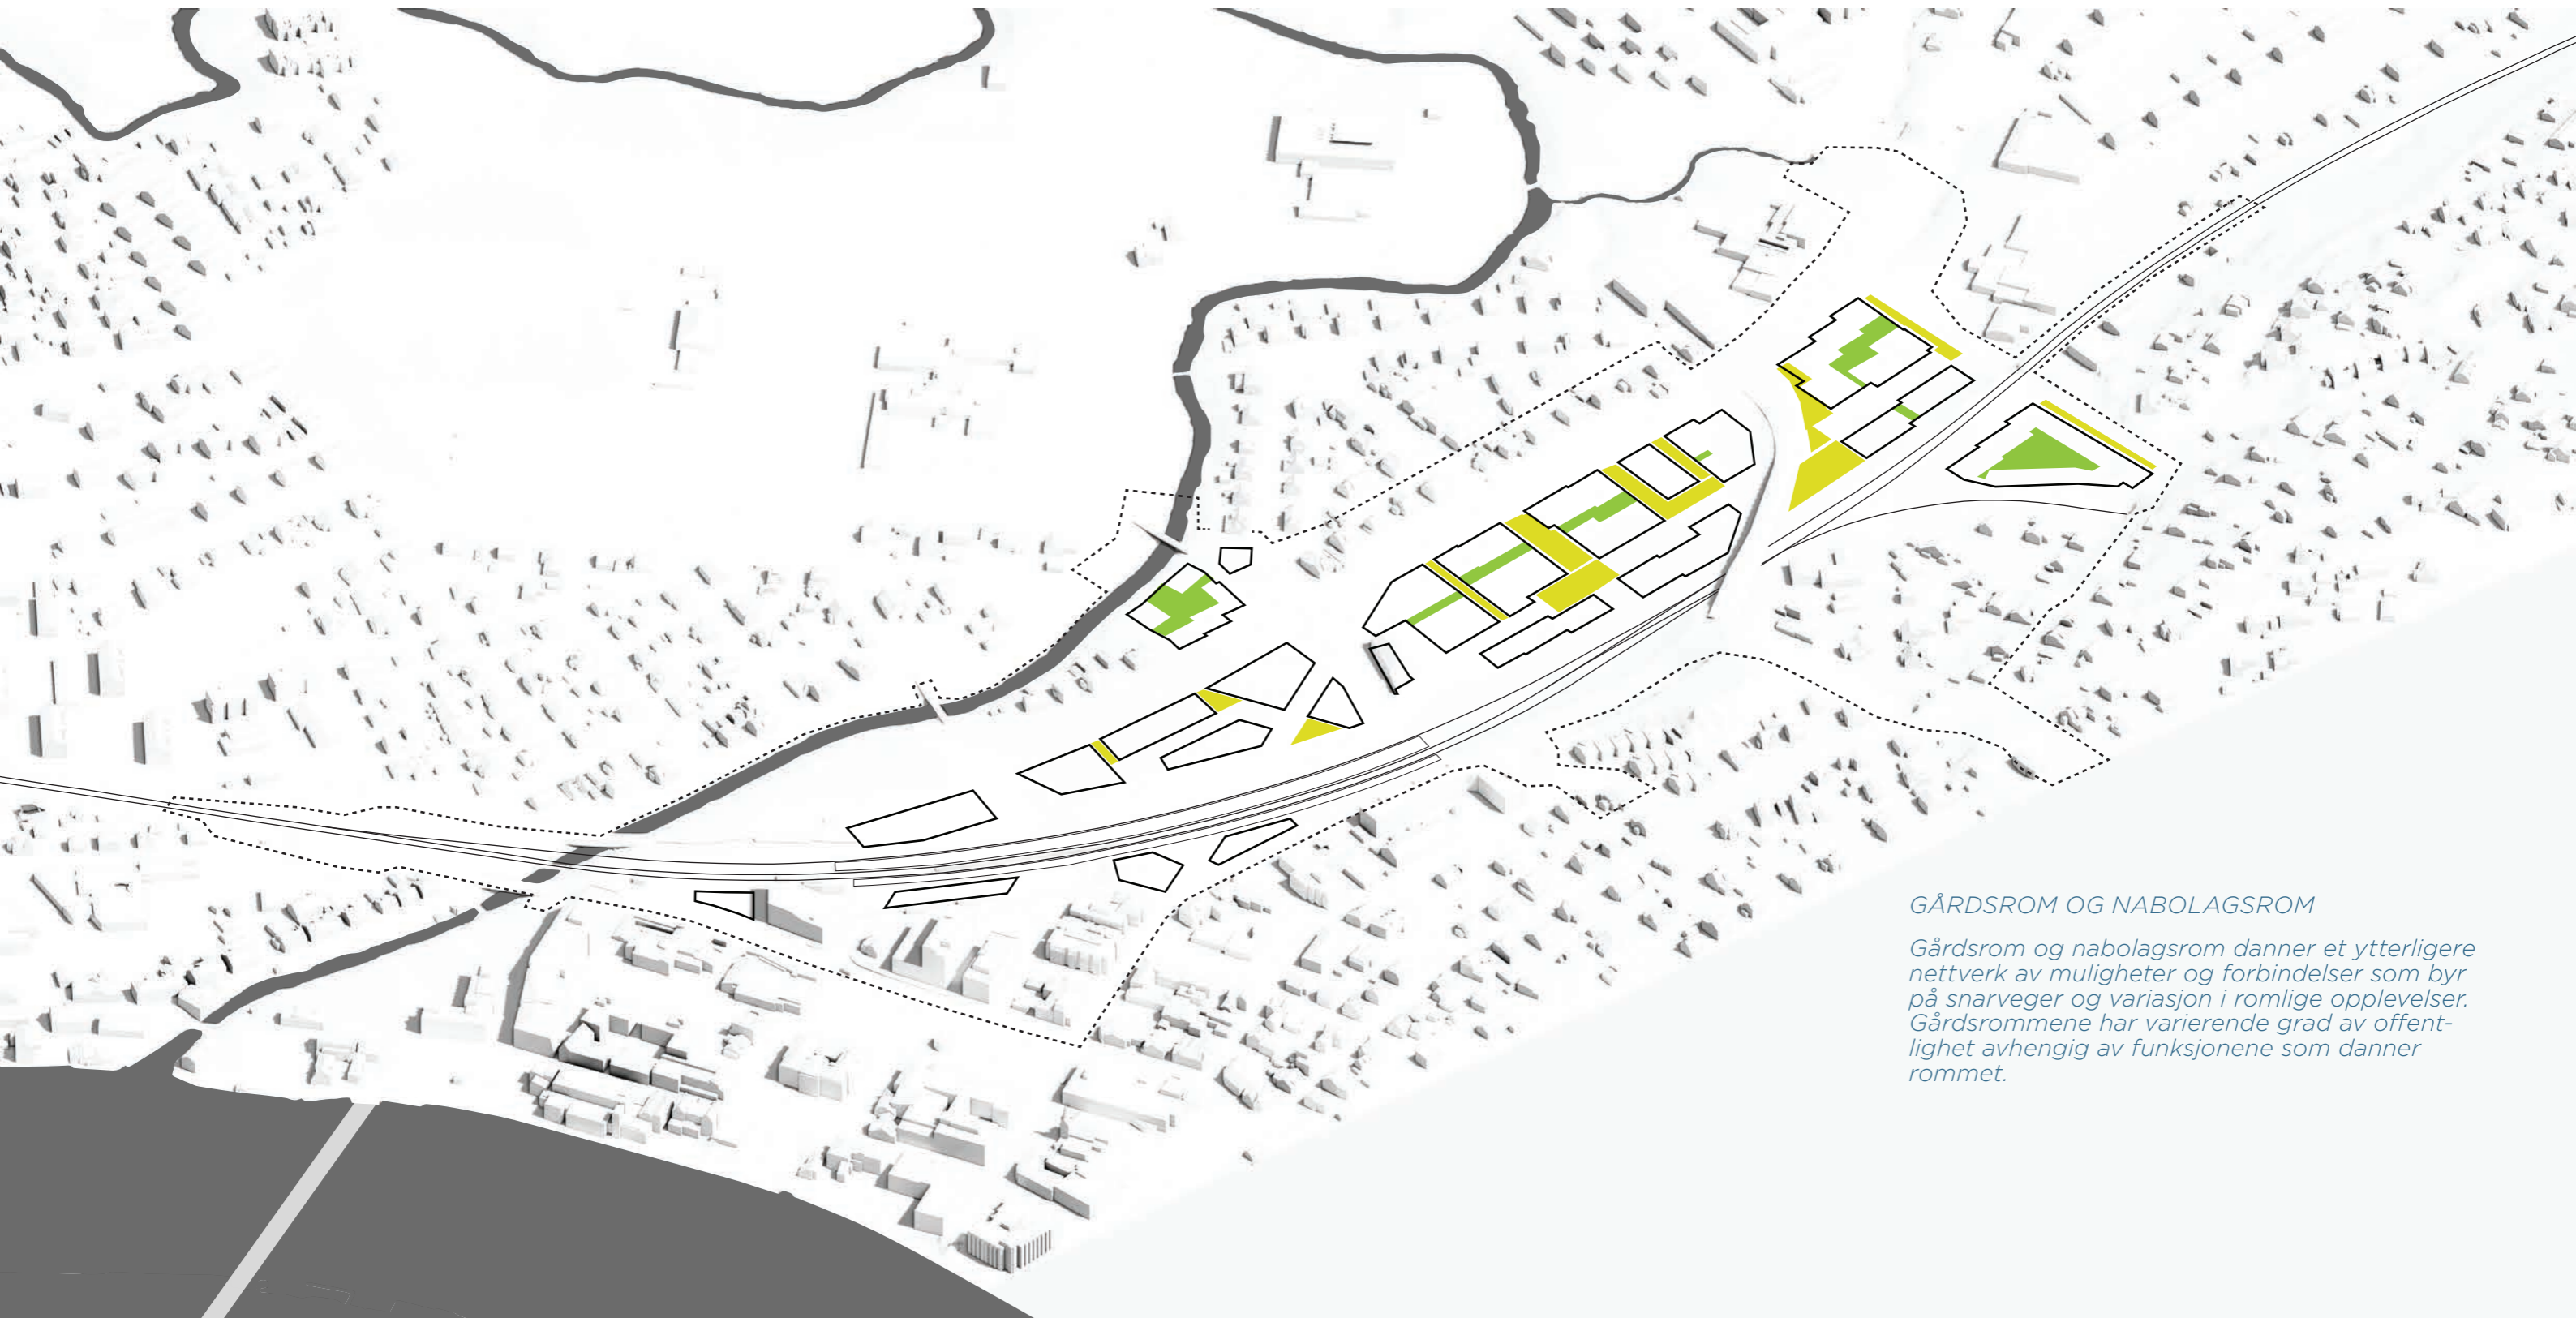 GÅRDSROM OG NABOLAGSROM
Gårdsrom og nabolagsrom danner et ytterligere
nettverk av muligheter og forbindelser som byr
på snarveger og variasjon i romlige opplevelser.
Gårdsrommene har varierende grad av offent-
lighet avhengig av funksjonene som danner
rommet.